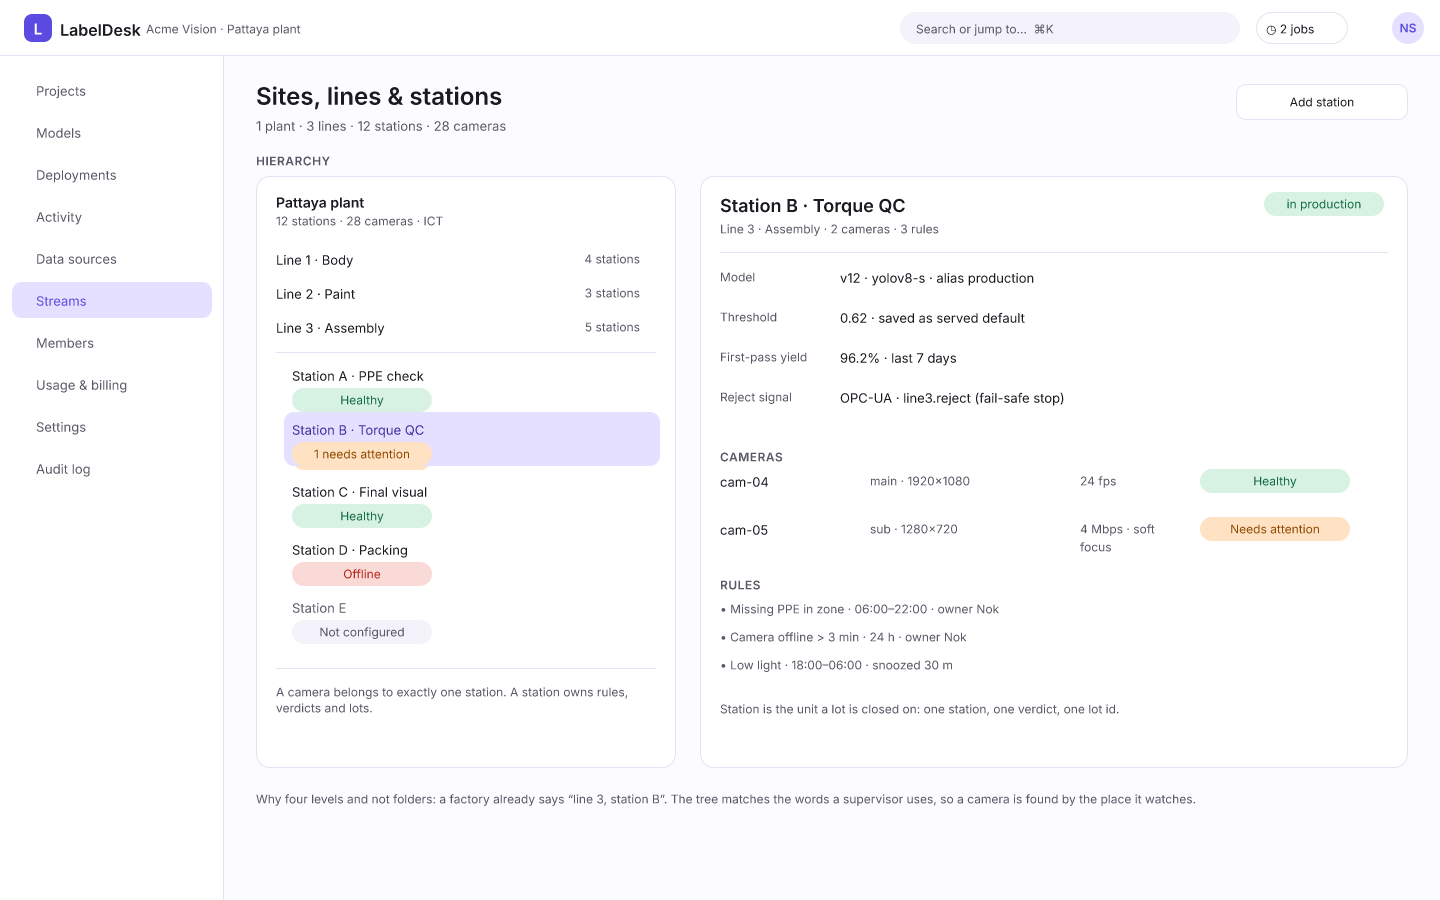 L LabelDesk Acme Vision · Pattaya plant
Search or jump to... ⌘K
◷ 2 jobs
NS
Projects
Models
Deployments
Activity
Data sources
Streams
Members
Usage & billing
Settings
Audit log
Sites, lines & stations
1 plant · 3 lines · 12 stations · 28 cameras
Add station
HIERARCHY
Pattaya plant
12 stations · 28 cameras · ICT
Line 1 · Body 4 stations
Line 2 · Paint 3 stations
Line 3 · Assembly 5 stations
Station A · PPE check
Healthy
Station B · Torque QC
1 needs attention
Station C · Final visual
Healthy
Station D · Packing
Offline
Station E
Not configured
A camera belongs to exactly one station. A station owns rules,
verdicts and lots.
Station B · Torque QC in production
Line 3 · Assembly · 2 cameras · 3 rules
Model v12 · yolov8-s · alias production
Threshold 0.62 · saved as served default
First-pass yield 96.2% · last 7 days
Reject signal OPC-UA · line3.reject (fail-safe stop)
CAMERAS
cam-04 main · 1920×1080 24 fps Healthy
cam-05 sub · 1280×720 4 Mbps · soft Needs attention
focus
RULES
• Missing PPE in zone · 06:00–22:00 · owner Nok
• Camera offline > 3 min · 24 h · owner Nok
• Low light · 18:00–06:00 · snoozed 30 m
Station is the unit a lot is closed on: one station, one verdict, one lot id.
Why four levels and not folders: a factory already says “line 3, station B”. The tree matches the words a supervisor uses, so a camera is found by the place it watches.